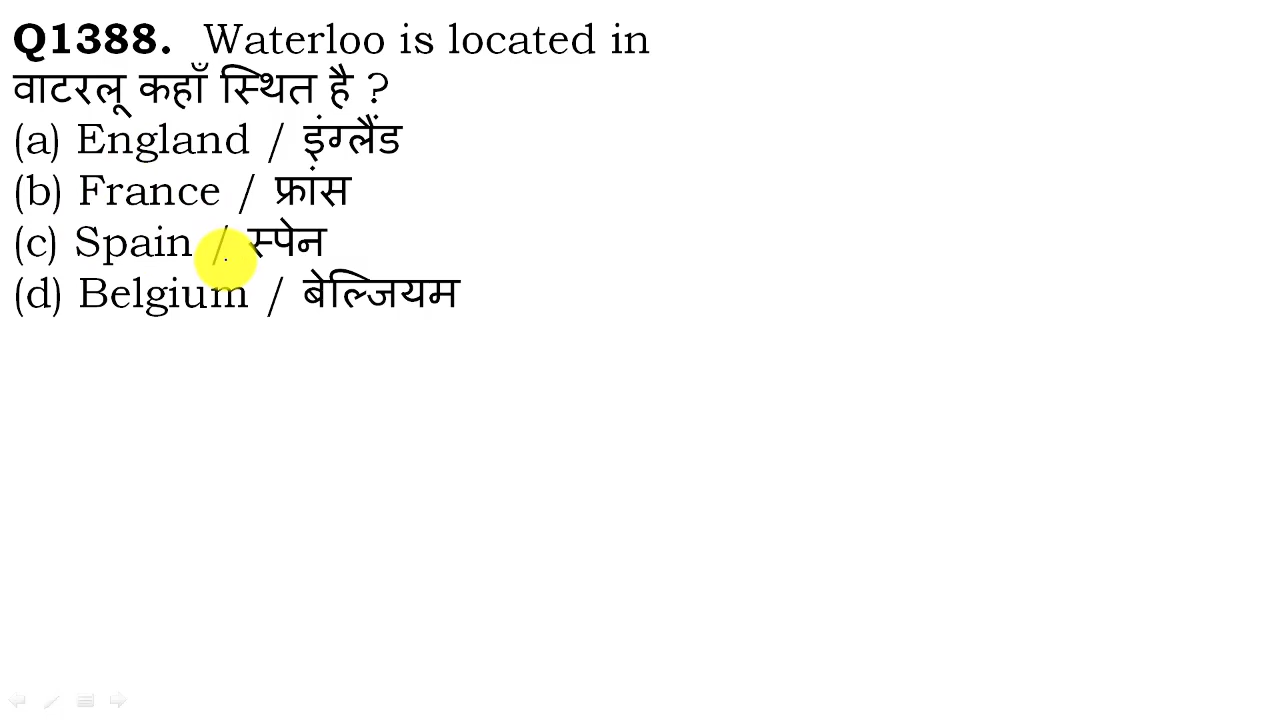 Q1388. Waterloo is located in
वाटरलू कहाँ स्थित है ?
(a) England / इंग्लैंड
(b) France / फ्रांस
(c) Spain / स्पेन
(d) Belgium / बेल्जियम